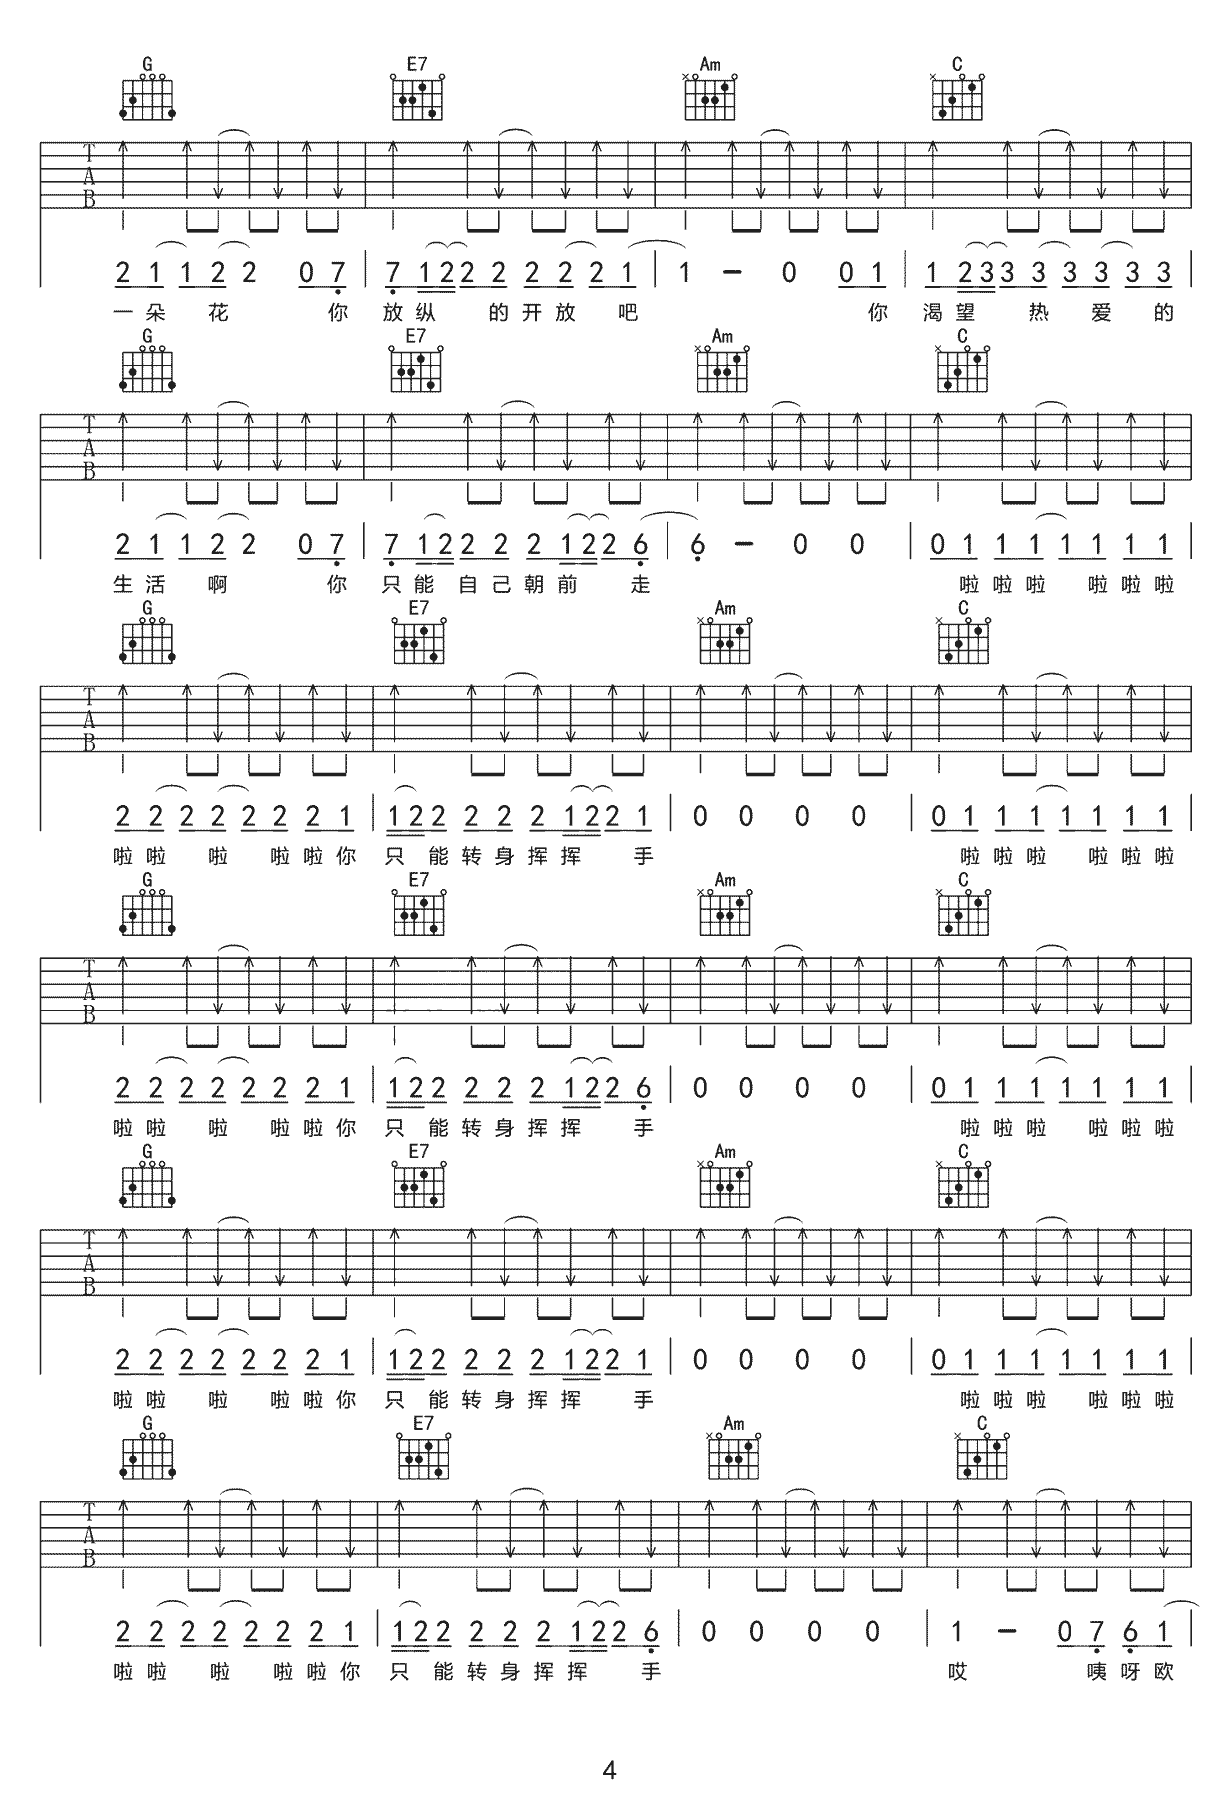 G E7 Am C
T A B
2 1 1 2 2 0 7 7 1 2 2 2 2 2 2 1 1 - 0 0 1 1 2 3 3 3 3 3 3 3
一 朵 花 你 放 纵 的 开 放 吧 你 渴 望 热 爱 的
G E7 Am C
T A B
2 1 1 2 2 0 7 7 1 2 2 2 2 1 2 2 6 6 - 0 0 0 1 1 1 1 1 1 1
生 活 啊 你 只 能 自 己 朝 前 走 啦 啦 啦 啦 啦 啦
G E7 Am C
T A B
2 2 2 2 2 2 2 1 1 2 2 2 2 2 1 2 2 1 0 0 0 0 0 1 1 1 1 1 1 1
啦 啦 啦 啦 啦 你 只 能 转 身 挥 挥 手 啦 啦 啦 啦 啦 啦
G E7 Am C
T A B
2 2 2 2 2 2 2 1 1 2 2 2 2 2 1 2 2 6 0 0 0 0 0 1 1 1 1 1 1 1
啦 啦 啦 啦 啦 你 只 能 转 身 挥 挥 手 啦 啦 啦 啦 啦 啦
G E7 Am C
T A B
2 2 2 2 2 2 2 1 1 2 2 2 2 2 1 2 2 1 0 0 0 0 0 1 1 1 1 1 1 1
啦 啦 啦 啦 啦 你 只 能 转 身 挥 挥 手 啦 啦 啦 啦 啦 啦
G E7 Am C
T A B
2 2 2 2 2 2 2 1 1 2 2 2 2 2 1 2 2 6 0 0 0 0 1 - 0 7 6 1
啦 啦 啦 啦 啦 你 只 能 转 身 挥 挥 手 哎 咦 呀 欧
4